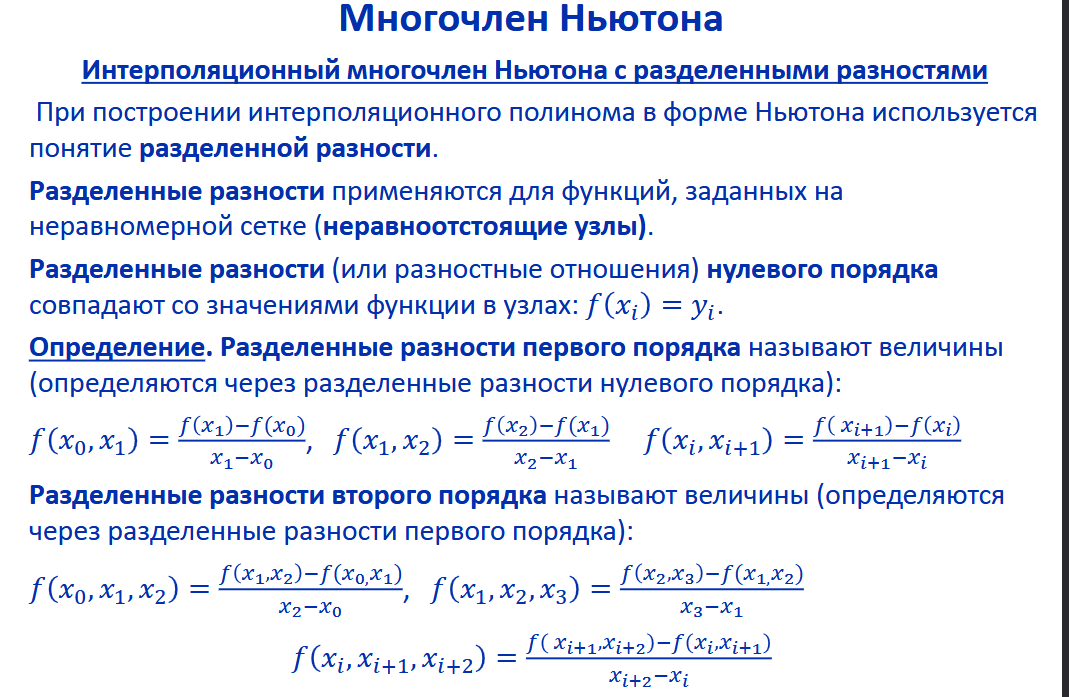 Многочлен Ньютона
Интерполяционный многочлен Ньютона с разделенными разностями
При построении интерполяционного полинома в форме Ньютона используется
понятие разделенной разности.
Разделенные разности применяются для функций, заданных на
неравномерной сетке (неравноотстоящие узлы).
Разделенные разности (или разностные отношения) нулевого порядка
совпадают со значениями функции в узлах: f(x_i) = y_i.
Определение. Разделенные разности первого порядка называют величины
(определяются через разделенные разности нулевого порядка):
f(x_0, x_1) = \frac{f(x_1)−f(x_0)}{x_1−x_0}, f(x_1, x_2) = \frac{f(x_2)−f(x_1)}{x_2−x_1} f(x_i, x_{i+1}) = \frac{f( x_{i+1})−f(x_i)}{x_{i+1}−x_i}
Разделенные разности второго порядка называют величины (определяются
через разделенные разности первого порядка):
f(x_0, x_1, x_2) = \frac{f(x_1,x_2)−f(x_{0,}x_1)}{x_2−x_0}, f(x_1, x_2, x_3) = \frac{f(x_2,x_3)−f(x_{1,}x_2)}{x_3−x_1}
f(x_i, x_{i+1}, x_{i+2}) = \frac{f( x_{i+1},x_{i+2})−f(x_i,x_{i+1})}{x_{i+2}−x_i}